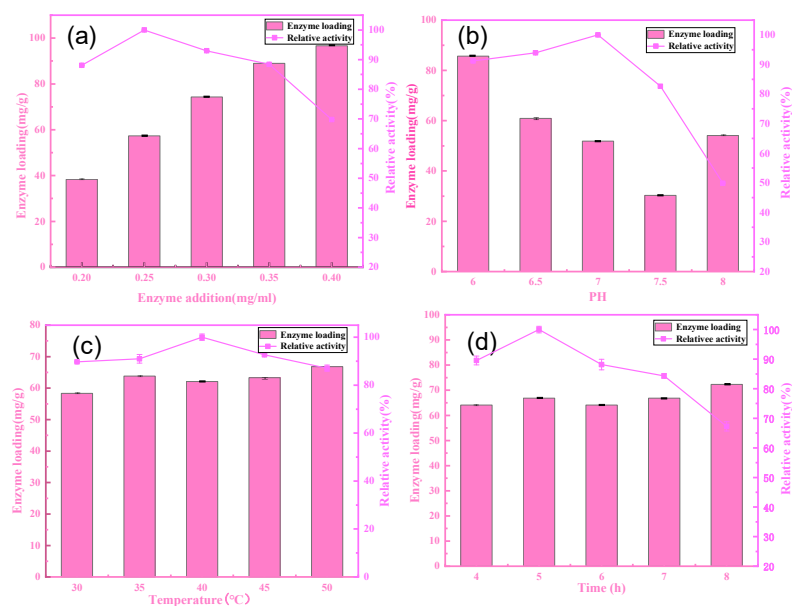 (a)
Enzyme loading
Relative activity
Enzyme loading(mg/g)
100
80
60
40
20
0
0.20 0.25 0.30 0.35 0.40
Enzyme addition(mg/ml)
100
90
80
70
60
50
40
30
20
Relative activity(%)
(b)
Enzyme loading
Relative activity
Enzyme loading(mg/g)
100
80
60
40
20
0
6 6.5 7 7.5 8
PH
100
90
80
70
60
50
40
30
20
Relative activity(%)
(c)
Enzyme loading
Relative activity
Enzyme loading(mg/g)
80
70
60
50
40
30
20
10
0
30 35 40 45 50
Temperature(°C)
100
80
60
40
20
0
Relative activity(%)
(d)
Enzyme loading
Relativee activity
Enzyme loading(mg/g)
100
90
80
70
60
50
40
30
20
10
0
4 5 6 7 8
Time (h)
100
90
80
70
60
50
40
30
20
Relative activity(%)